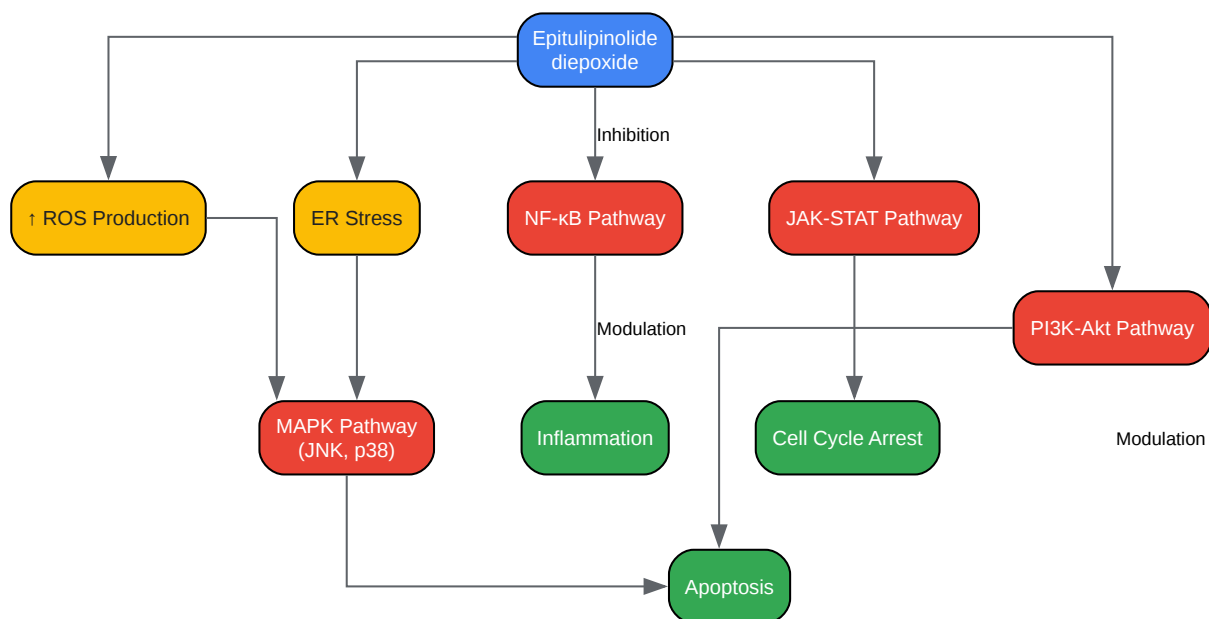 Epitulipinolide
diepoxide
Inhibition
↑ ROS Production
ER Stress
NF-κB Pathway
JAK-STAT Pathway
PI3K-Akt Pathway
Modulation
MAPK Pathway
(JNK, p38)
Inflammation
Cell Cycle Arrest
Modulation
Apoptosis